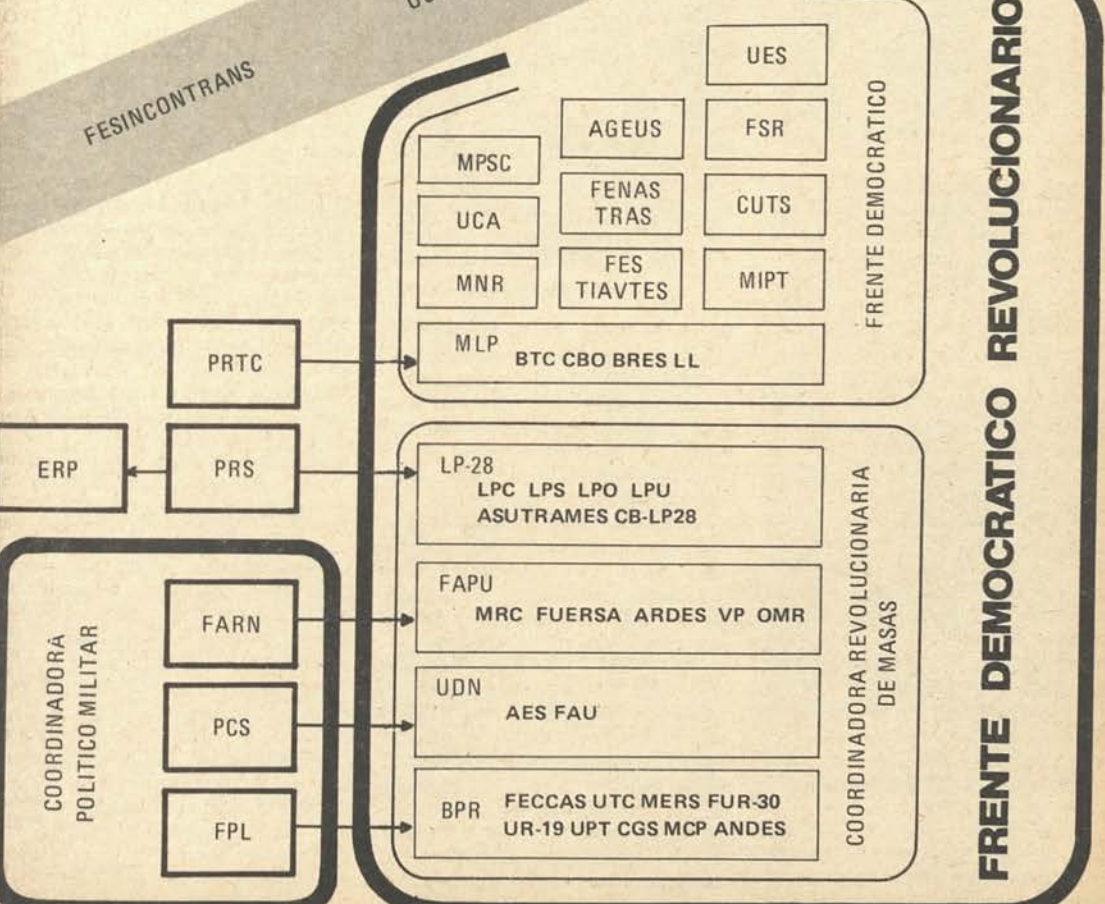 FESINCONTRANS
UES
AGEUS
FSR
MPSC
FENAS
TRAS
CUTS
UCA
FES
TIAVTES
MIPT
MNR
MLP
BTC CBO BRES LL
FRENTE DEMOCRATICO
PRTC
ERP
PRS
LP-28
LPC LPS LPO LPU
ASUTRAMES CB-LP28
FAPU
MRC FUERSA ARDES VP OMR
UDN
AES FAU
BPR
FECCAS UTC MERS FUR-30
UR-19 UPT CGS MCP ANDES
COORDINADORA REVOLUCIONARIA
DE MASAS
COORDINADORA
POLITICO MILITAR
FARN
PCS
FPL
FRENTE DEMOCRATICO REVOLUCIONARIO